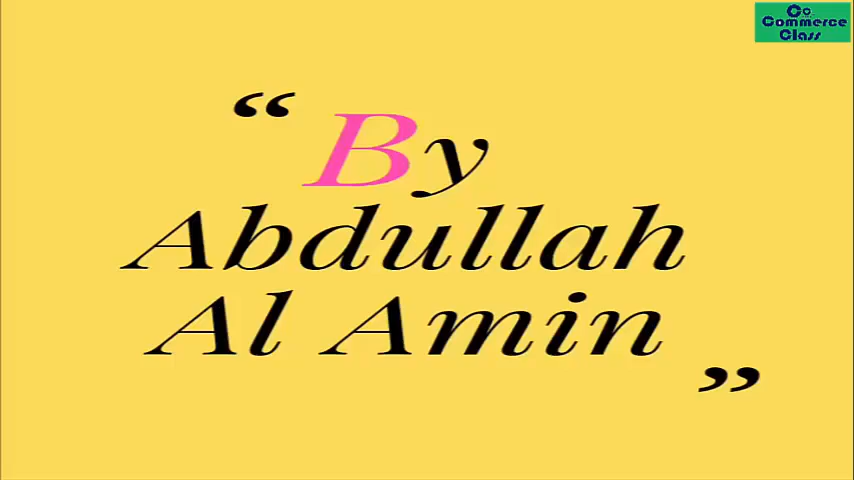 Co
Commerce
Class
“ By
Abdullah
Al Amin ”